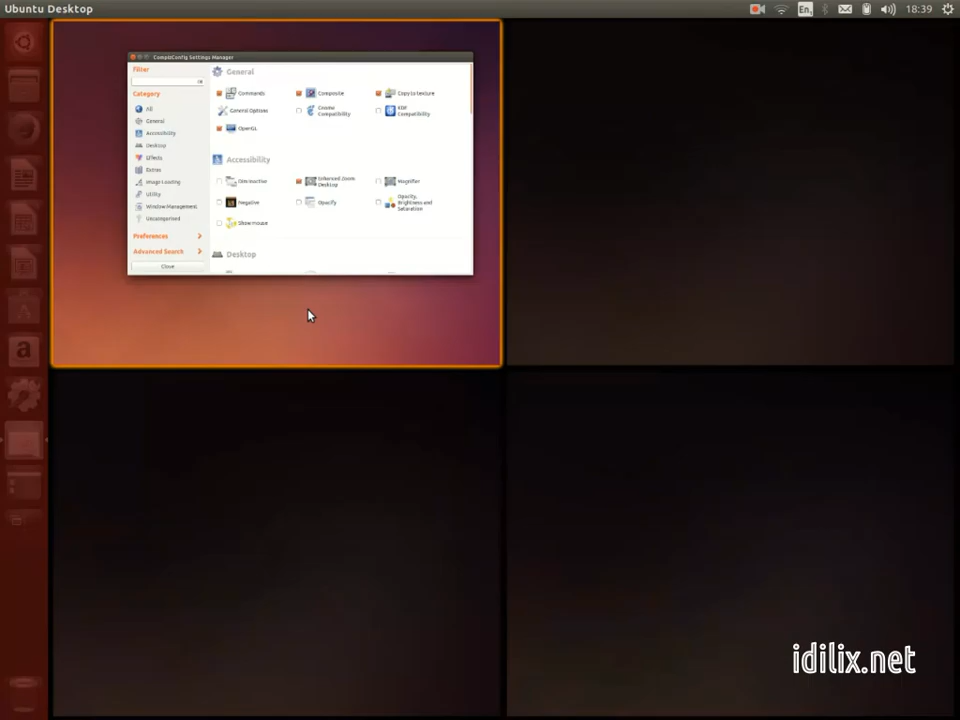 Ubuntu Desktop
En
18:39
CompizConfig Settings Manager
Filter
Category
All
General
Accessibility
Desktop
Effects
Extras
Image Loading
Utility
Window Management
Uncategorised
Preferences
Advanced Search
Close
General
Commands
Composite
Copy to texture
General Options
Gnome Compatibility
KDE Compatibility
OpenGL
Accessibility
Dim Inactive
Enhanced Zoom Desktop
Magnifier
Negative
Opacify
Opacity, Brightness and Saturation
Show mouse
Desktop
a
idilix.net